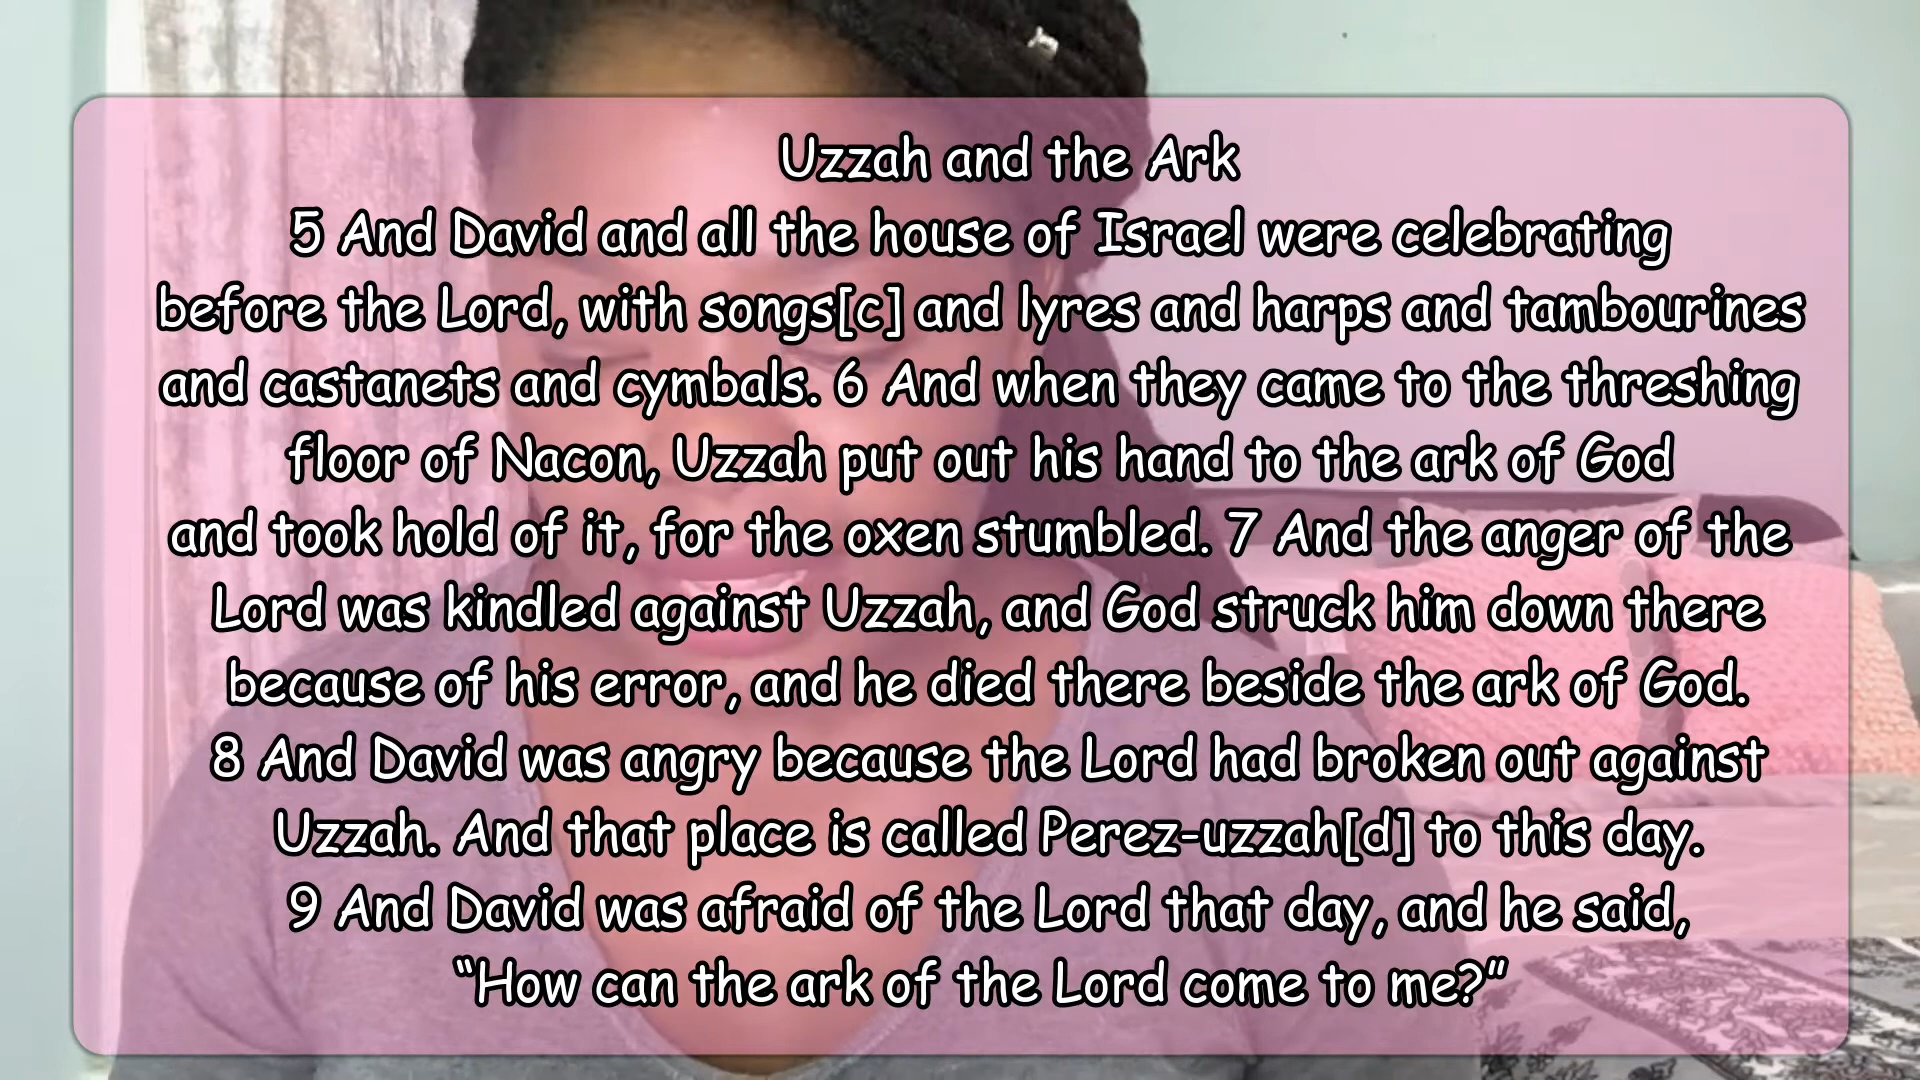 Uzzah and the Ark
5 And David and all the house of Israel were celebrating
before the Lord, with songs[c] and lyres and harps and tambourines
and castanets and cymbals. 6 And when they came to the threshing
floor of Nacon, Uzzah put out his hand to the ark of God
and took hold of it, for the oxen stumbled. 7 And the anger of the
Lord was kindled against Uzzah, and God struck him down there
because of his error, and he died there beside the ark of God.
8 And David was angry because the Lord had broken out against
Uzzah. And that place is called Perez-uzzah[d] to this day.
9 And David was afraid of the Lord that day, and he said,
“How can the ark of the Lord come to me?”